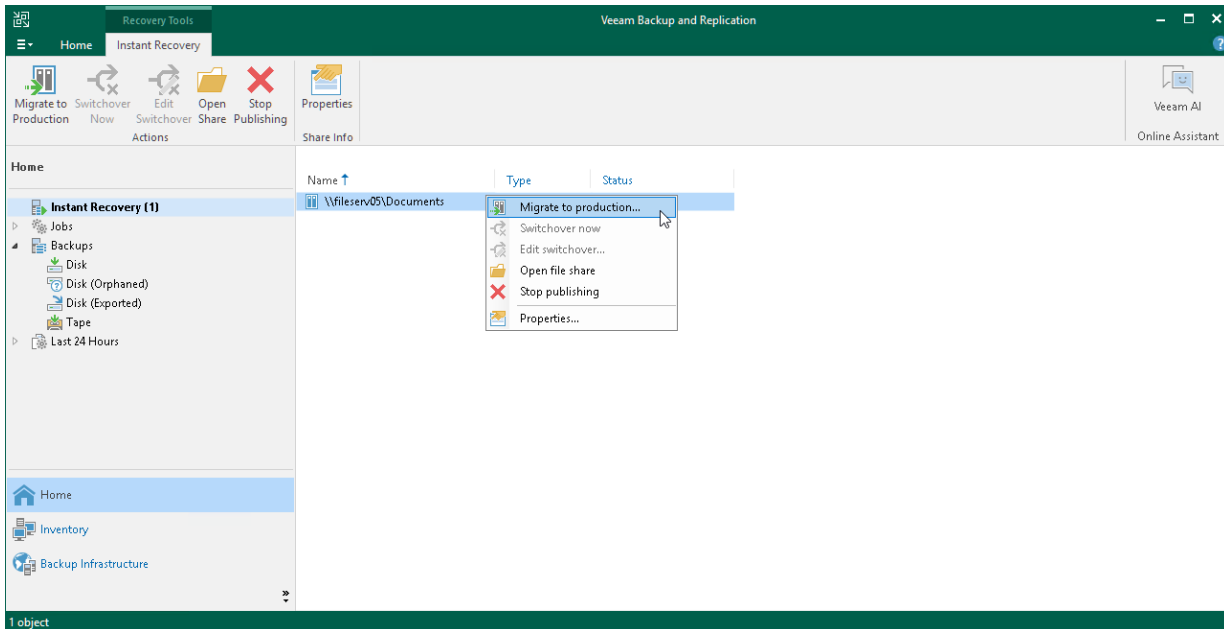 Recovery Tools
Veeam Backup and Replication
Home
Instant Recovery
?
Migrate to Production
Switchover Now
Edit Switchover
Open Share
Stop Publishing
Actions
Properties
Share Info
Veeam AI
Online Assistant
Home
Instant Recovery (1)
Jobs
Backups
Disk
Disk (Orphaned)
Disk (Exported)
Tape
Last 24 Hours
Home
Inventory
Backup Infrastructure
Name
Type
Status
\\fileserv05\Documents
Migrate to production...
Switchover now
Edit switchover...
Open file share
Stop publishing
Properties...
1 object